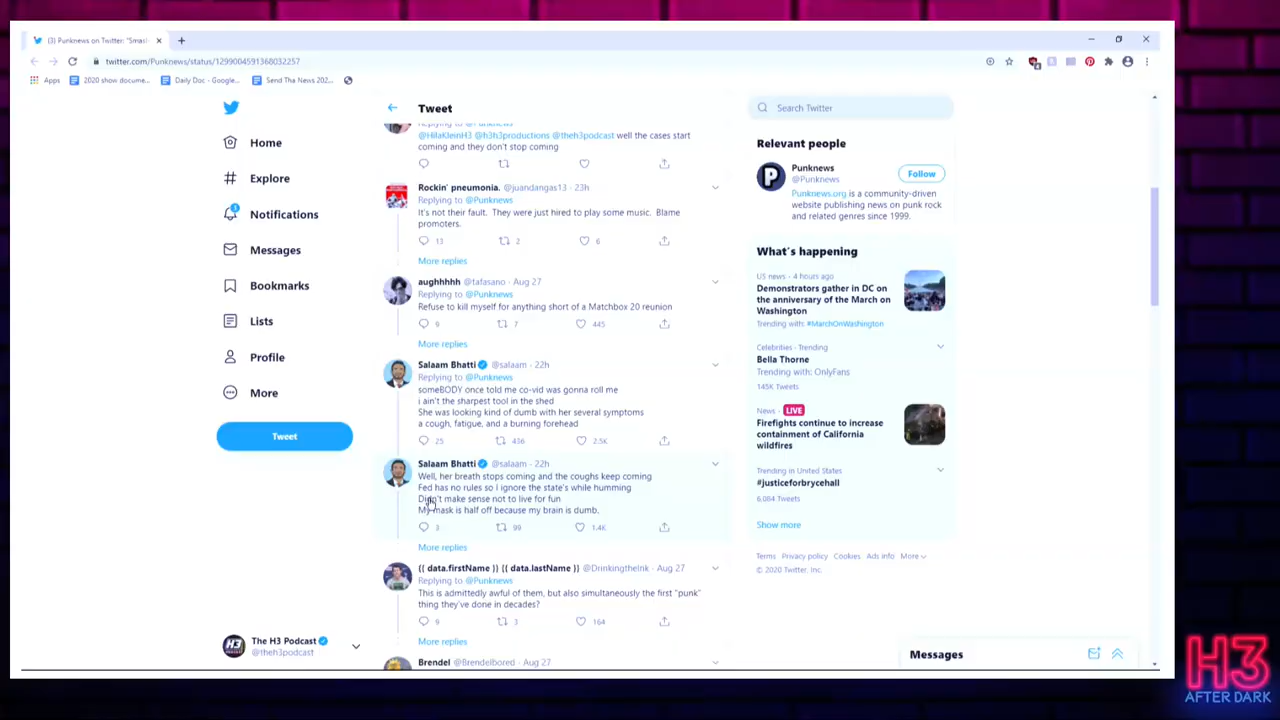 (3) Punknews on Twitter: "Smas
twitter.com/Punknews/status/1299004591368032257
Apps
2020 show docume...
Daily Doc - Google...
Send Tha News 202...
Home
Explore
Notifications
Messages
Bookmarks
Lists
Profile
More
Tweet
The H3 Podcast
@theh3podcast
Tweet
Replying to @Punknews
@HilaKleinH3 @h3h3productions @theh3podcast well the cases start
coming and they don't stop coming
Rockin' pneumonia. @juandangas13 · 23h
Replying to @Punknews
It's not their fault. They were just hired to play some music. Blame
promoters.
13 2 6
More replies
aughhhhh @tafasano · Aug 27
Replying to @Punknews
Refuse to kill myself for anything short of a Matchbox 20 reunion
9 7 445
More replies
Salaam Bhatti @salaam · 22h
Replying to @Punknews
someBODY once told me co-vid was gonna roll me
i ain't the sharpest tool in the shed
She was looking kind of dumb with her several symptoms
a cough, fatigue, and a burning forehead
25 436 2.5K
Salaam Bhatti @salaam · 22h
Well, her breath stops coming and the coughs keep coming
Fed has no rules so I ignore the state's while humming
Didn't make sense not to live for fun
My mask is half off because my brain is dumb.
3 99 1.4K
More replies
{{ data.firstName }} {{ data.lastName }} @DrinkingtheInk · Aug 27
Replying to @Punknews
This is admittedly awful of them, but also simultaneously the first "punk"
thing they've done in decades?
9 3 164
More replies
Brendel @Brendelbored · Aug 27
Search Twitter
Relevant people
Punknews
@Punknews
Follow
Punknews.org is a community-driven
website publishing news on punk rock
and related genres since 1999.
What's happening
US news · 4 hours ago
Demonstrators gather in DC on
the anniversary of the March on
Washington
Trending with: #MarchOnWashington
Celebrities · Trending
Bella Thorne
Trending with: OnlyFans
145K Tweets
News · LIVE
Firefights continue to increase
containment of California
wildfires
Trending in United States
#justiceforbrycehall
6,084 Tweets
Show more
Terms Privacy policy Cookies Ads info More
© 2020 Twitter, Inc.
Messages
H3
AFTER DARK